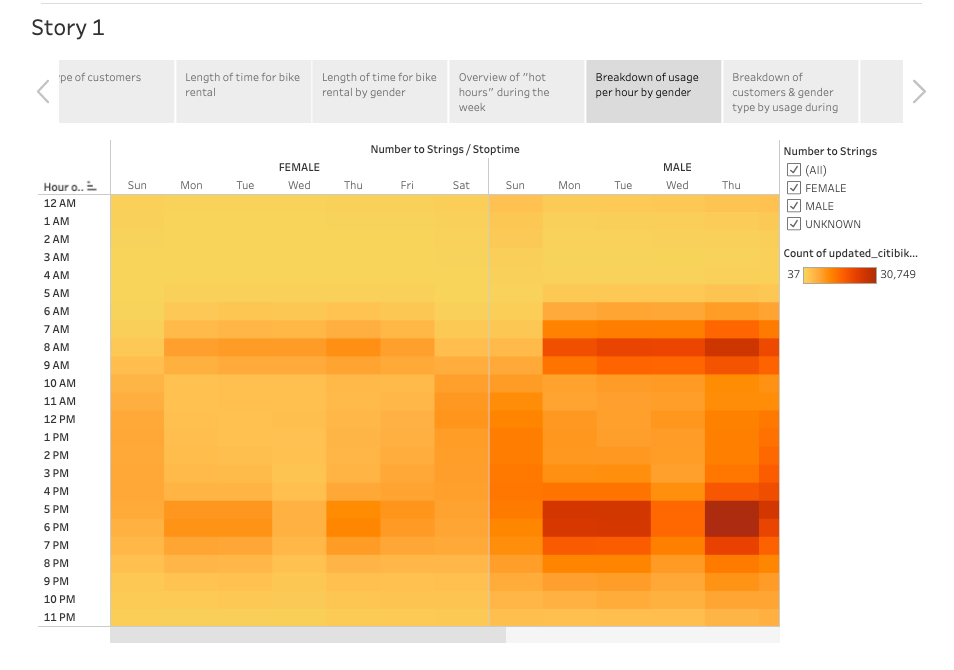 Story 1
pe of customers
Length of time for bike
rental
Length of time for bike
rental by gender
Overview of "hot
hours" during the
week
Breakdown of usage
per hour by gender
Breakdown of
customers & gender
type by usage during
Number to Strings / Stoptime
FEMALE MALE
Hour o.. Sun Mon Tue Wed Thu Fri Sat Sun Mon Tue Wed Thu
12 AM
1 AM
2 AM
3 AM
4 AM
5 AM
6 AM
7 AM
8 AM
9 AM
10 AM
11 AM
12 PM
1 PM
2 PM
3 PM
4 PM
5 PM
6 PM
7 PM
8 PM
9 PM
10 PM
11 PM
Number to Strings
(All)
FEMALE
MALE
UNKNOWN
Count of updated_citibik...
37 30,749